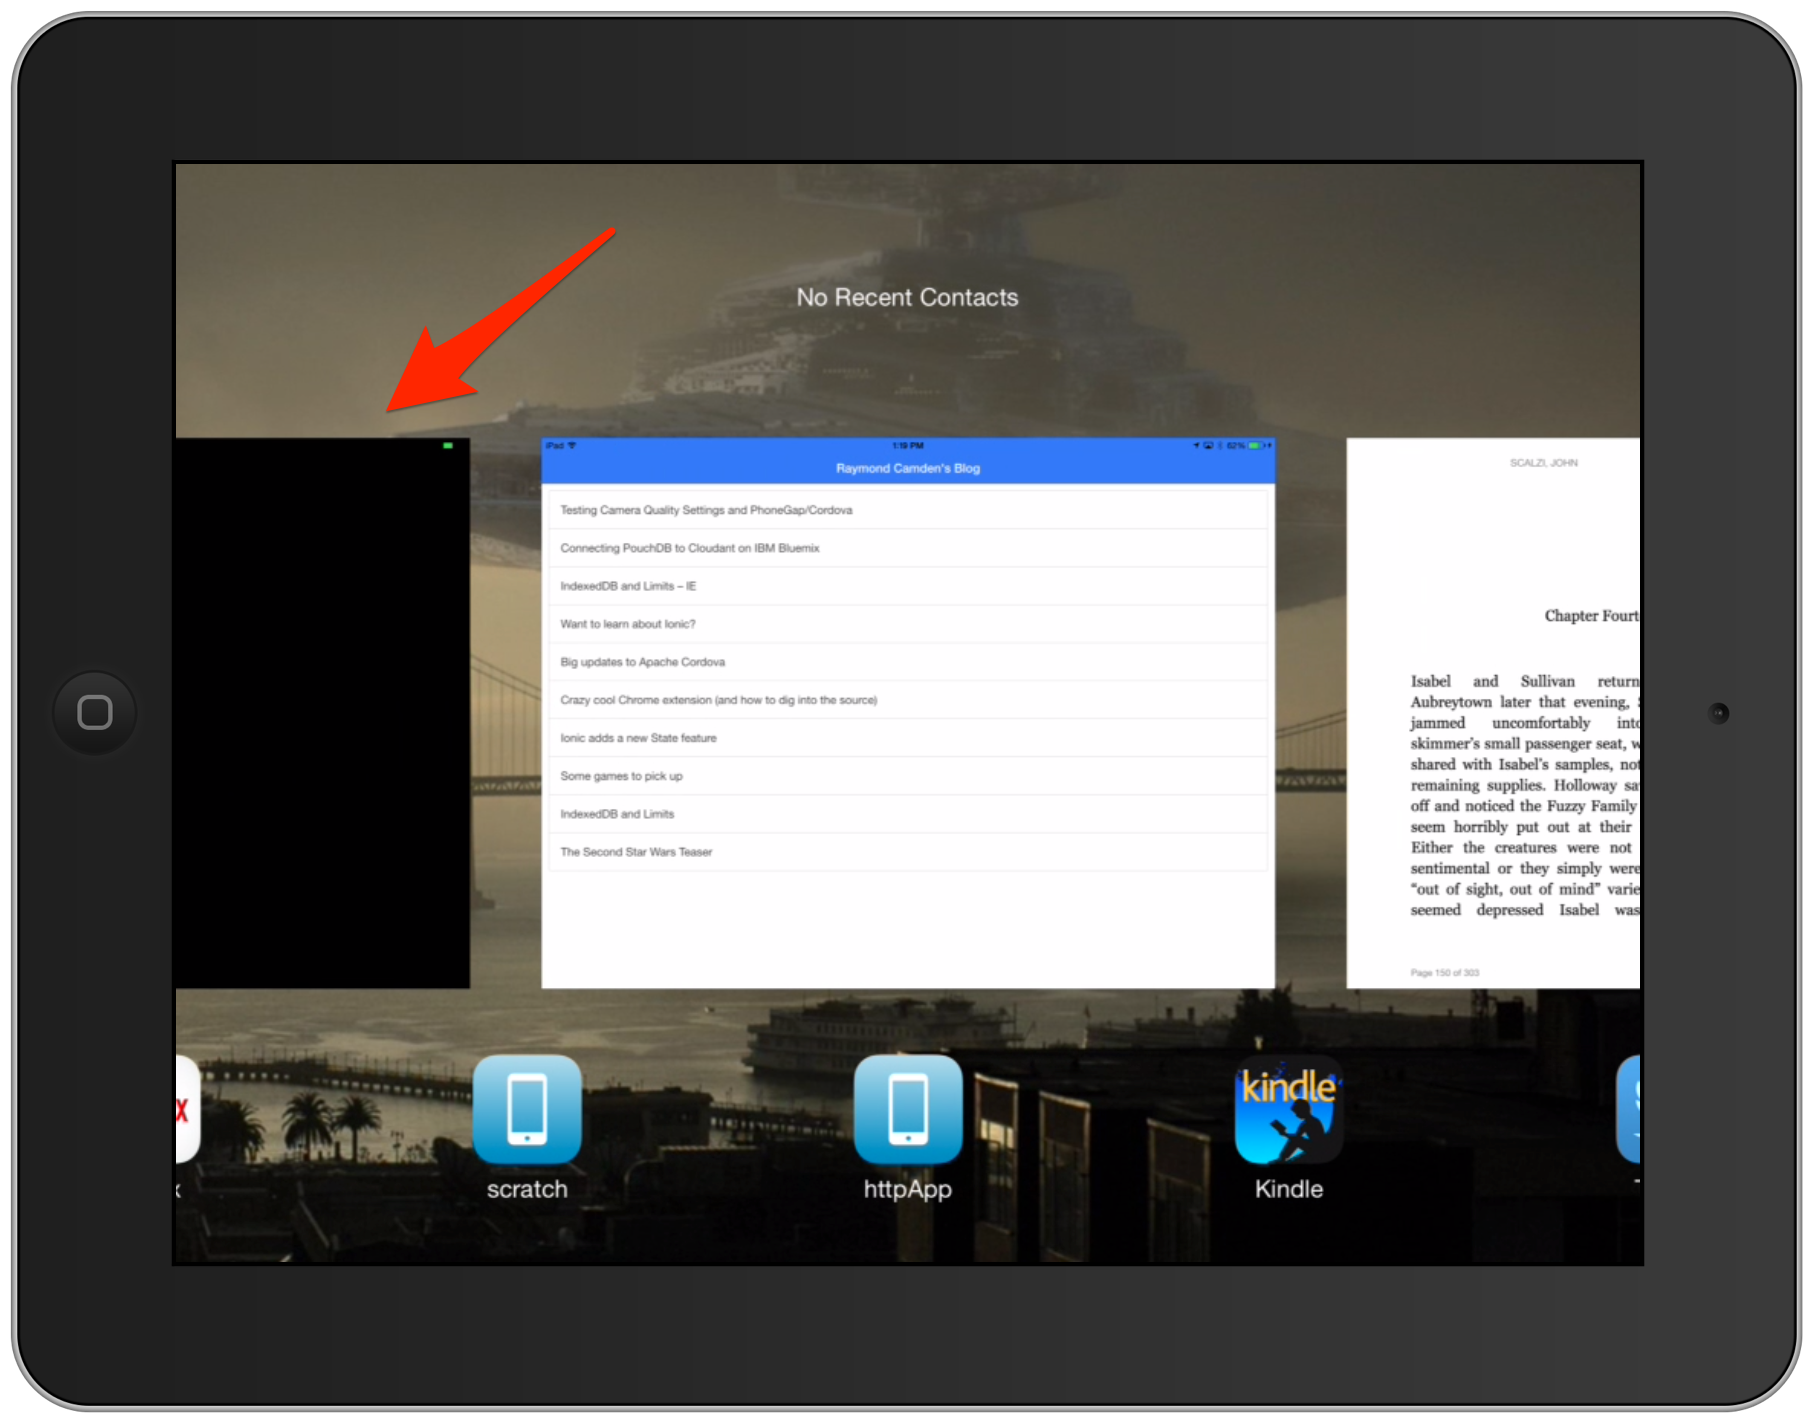 No Recent Contacts
iPad
1:19 PM
62%
Raymond Camden's Blog
Testing Camera Quality Settings and PhoneGap/Cordova
Connecting PouchDB to Cloudant on IBM Bluemix
IndexedDB and Limits – IE
Want to learn about Ionic?
Big updates to Apache Cordova
Crazy cool Chrome extension (and how to dig into the source)
Ionic adds a new State feature
Some games to pick up
IndexedDB and Limits
The Second Star Wars Teaser
SCALZI, JOHN
Chapter Fourt
Isabel and Sullivan return
Aubreytown later that evening,
jammed uncomfortably into
skimmer's small passenger seat, w
shared with Isabel's samples, not
remaining supplies. Holloway sa
off and noticed the Fuzzy Family
seem horribly put out at their
Either the creatures were not
sentimental or they simply were
“out of sight, out of mind” varie
seemed depressed Isabel was
Page 150 of 303
X
kindle
x
scratch
httpApp
Kindle